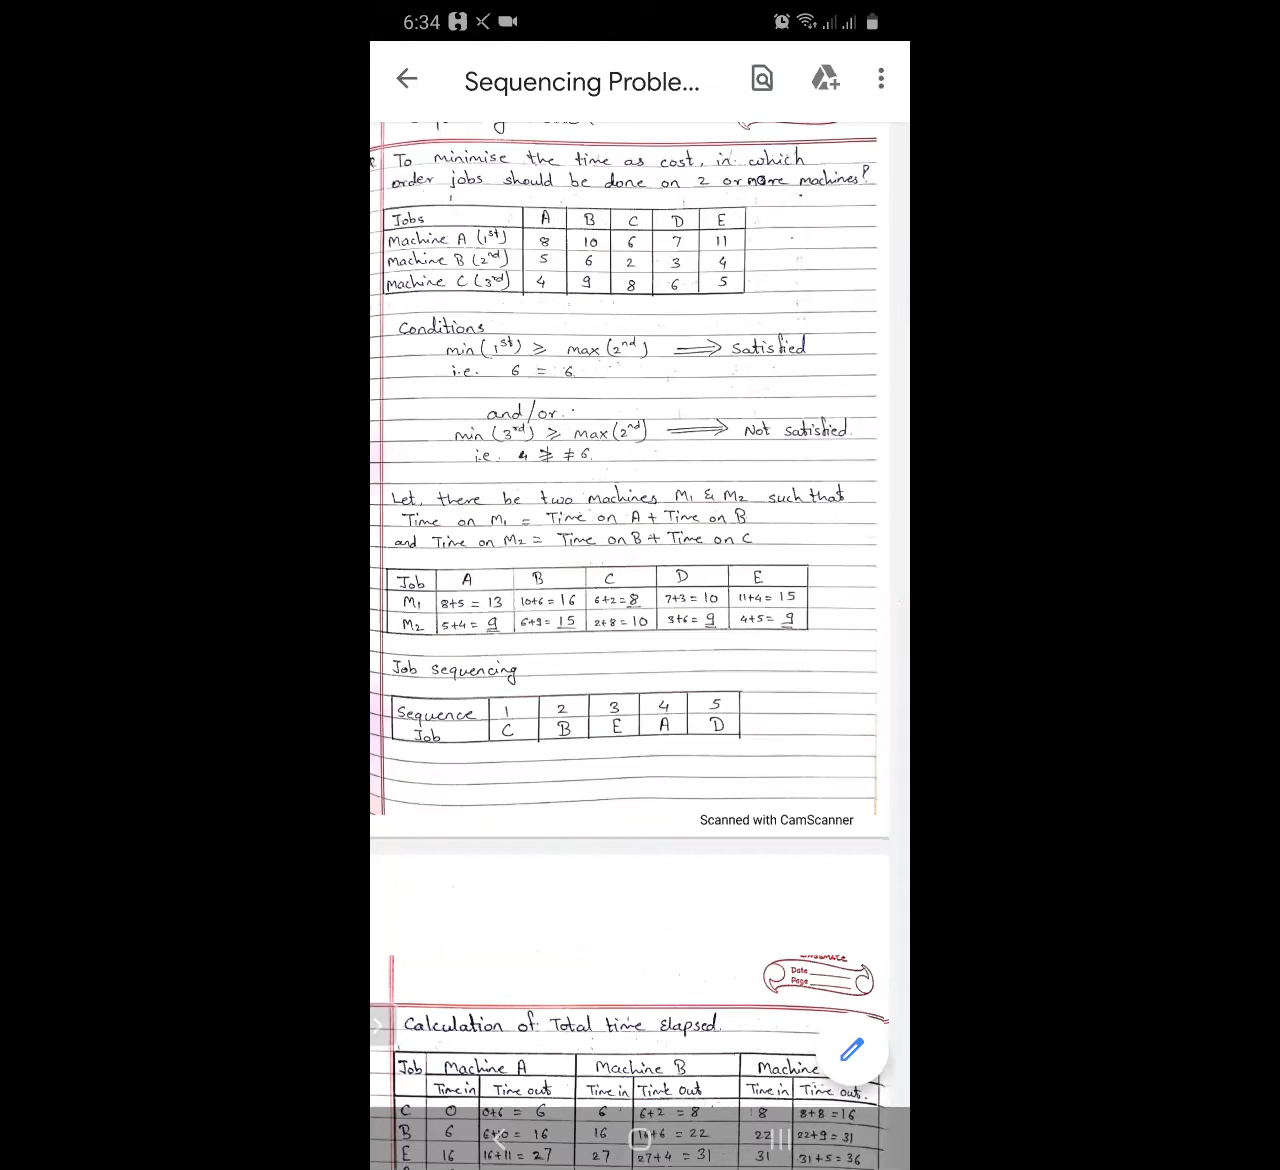 6:34
Sequencing Proble...
To minimise the time as cost, in which
order jobs should be done on 2 or more machines?
Jobs A B C D E
Machine A (1st) 8 10 6 7 11
Machine B (2nd) 5 6 2 3 4
Machine C (3rd) 4 9 8 6 5
Conditions
min (1st) ⩾ max (2nd) ⟹ Satisfied
i.e. 6 = 6
and/or.
min (3rd) ⩾ max (2nd) ⟹ Not satisfied.
i.e. 4 ≱ ≠ 6.
Let, there be two machines M1 & M2 such that
Time on M1 = Time on A + Time on B
and Time on M2 = Time on B + Time on C
Job A B C D E
M1 8+5 = 13 10+6 = 16 6+2 = 8 7+3 = 10 11+4 = 15
M2 5+4 = 9 6+9 = 15 2+8 = 10 3+6 = 9 4+5 = 9
Job sequencing
Sequence 1 2 3 4 5
Job C B E A D
Scanned with CamScanner
classmate
Date
Page
Calculation of Total time Elapsed.
Job Machine A Machine B Machine
Time in Time out Time in Time Out Time in Time out.
C 0 0+6 = 6 6 6+2 = 8 8 8+8 = 16
B 6 6+10 = 16 16 16+6 = 22 22 22+9 = 31
E 16 16+11 = 27 27 27+4 = 31 31 31+5 = 36